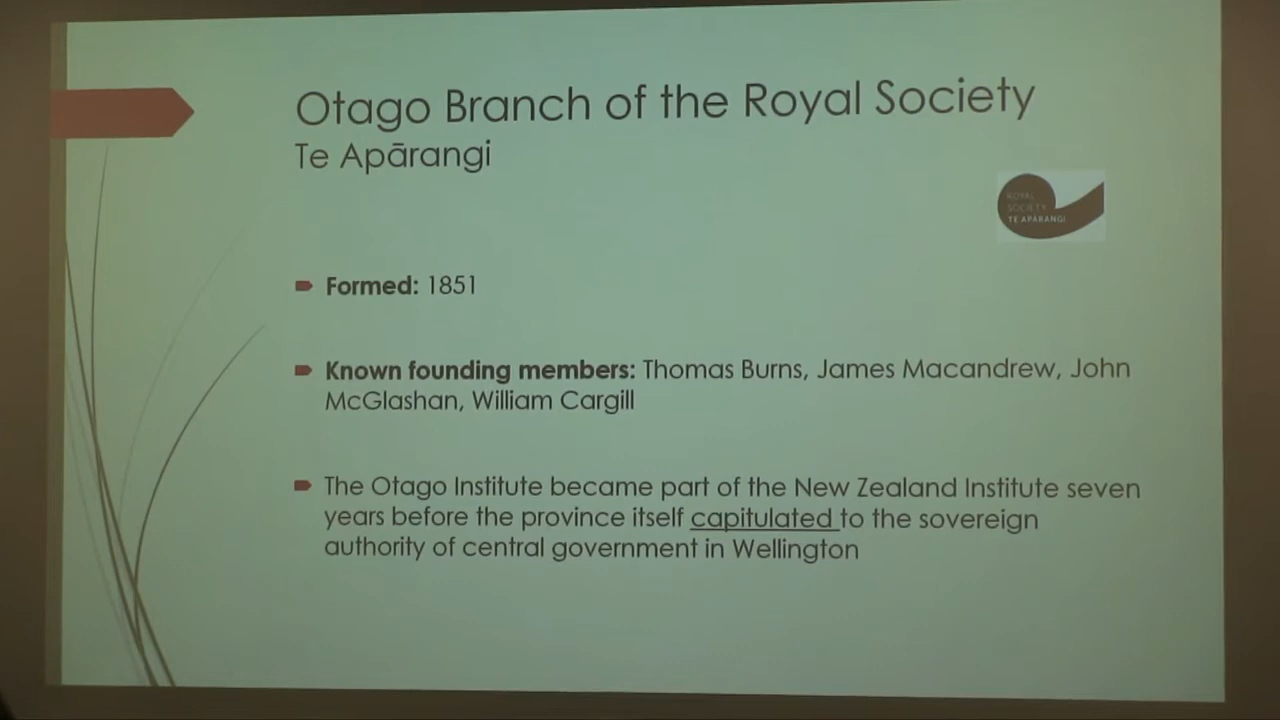 Otago Branch of the Royal Society
Te Apārangi
ROYAL
SOCIETY
TE APĀRANGI
Formed: 1851
Known founding members: Thomas Burns, James Macandrew, John
McGlashan, William Cargill
The Otago Institute became part of the New Zealand Institute seven
years before the province itself capitulated to the sovereign
authority of central government in Wellington